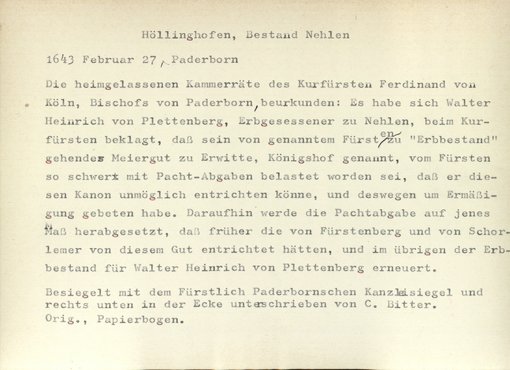 Höllinghofen, Bestand Nehlen
1643 Februar 27, Paderborn
Die heimgelassenen Kammerräte des Kurfürsten Ferdinand von
Köln, Bischofs von Paderborn, beurkunden: Es habe sich Walter
Heinrich von Plettenberg, Erbgesessener zu Nehlen, beim Kur-
fürsten beklagt, daß sein von genanntem Fürsten zu "Erbbestand"
gehendes Meiergut zu Erwitte, Königshof genannt, vom Fürsten
so schwer mit Pacht-Abgaben belastet worden sei, daß er die-
sen Kanon unmöglich entrichten könne, und deswegen um Ermäßi-
gung gebeten habe. Daraufhin werde die Pachtabgabe auf jenes
Maß herabgesetzt, daß früher die von Fürstenberg und von Schor-
lemer von diesem Gut entrichtet hätten, und im übrigen der Erb-
bestand für Walter Heinrich von Plettenberg erneuert.
Besiegelt mit dem Fürstlich Paderbornschen Kanzleisiegel und
rechts unten in der Ecke unterschrieben von C. Bitter.
Orig., Papierbogen.